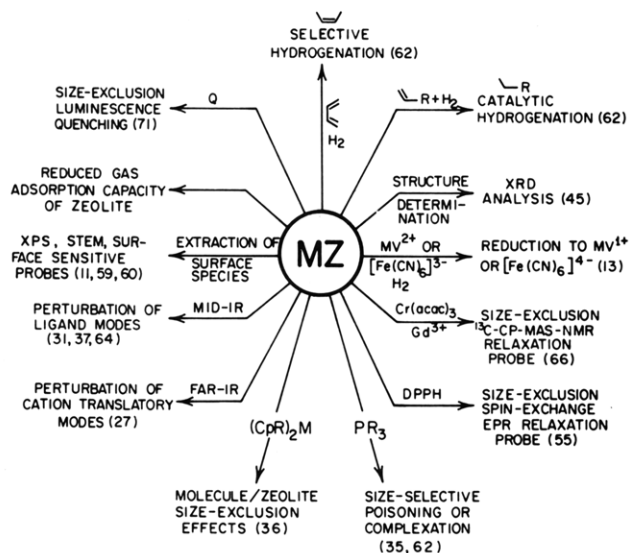 SELECTIVE
HYDROGENATION (62)
H₂
SIZE-EXCLUSION
LUMINESCENCE
QUENCHING (71)
Q
R + H₂
R
CATALYTIC
HYDROGENATION (62)
REDUCED GAS
ADSORPTION CAPACITY
OF ZEOLITE
STRUCTURE
DETERMI-
NATION
XRD
ANALYSIS (45)
XPS, STEM, SUR-
FACE SENSITIVE
PROBES (11, 59, 60)
EXTRACTION OF
SURFACE
SPECIES
MZ
MV²⁺ OR
[Fe(CN)₆]³⁻
H₂
REDUCTION TO MV¹⁺
OR [Fe(CN)₆]⁴⁻ (13)
PERTURBATION OF
LIGAND MODES
(31, 37, 64)
MID-IR
Cr(acac)₃
Gd³⁺
SIZE-EXCLUSION
¹³C-CP-MAS-NMR
RELAXATION
PROBE (66)
PERTURBATION OF
CATION TRANSLATORY
MODES (27)
FAR-IR
DPPH
SIZE-EXCLUSION
SPIN-EXCHANGE
EPR RELAXATION
PROBE (55)
(CpR)₂M
PR₃
MOLECULE/ZEOLITE
SIZE-EXCLUSION
EFFECTS (36)
SIZE-SELECTIVE
POISONING OR
COMPLEXATION
(35, 62)